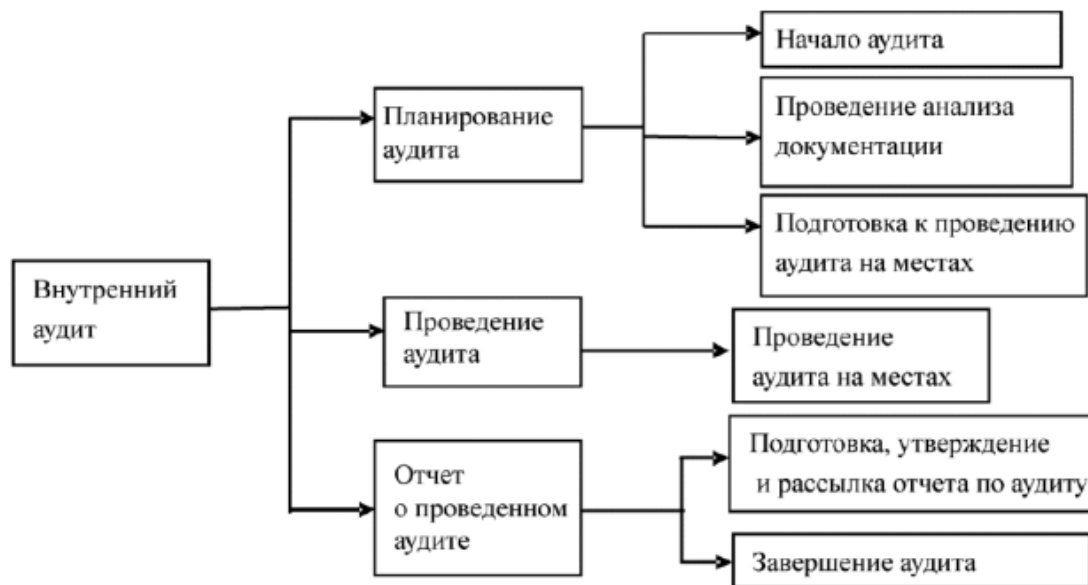 Начало аудита
Планирование
аудита
Проведение анализа
документации
Подготовка к проведению
аудита на местах
Внутренний
аудит
Проведение
аудита
Проведение
аудита на местах
Отчет
о проведенном
аудите
Подготовка, утверждение
и рассылка отчета по аудиту
Завершение аудита